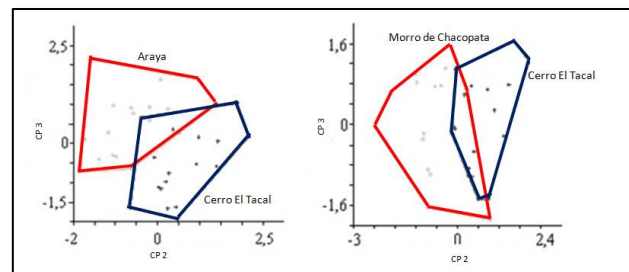 2,5
Araya
CP 3
0
-1,5
Cerro El Tacal
-2
0
2,5
CP 2
Morro de Chacopata
1,6
Cerro El Tacal
CP 3
0
-1,6
-3
0
2,4
CP 2